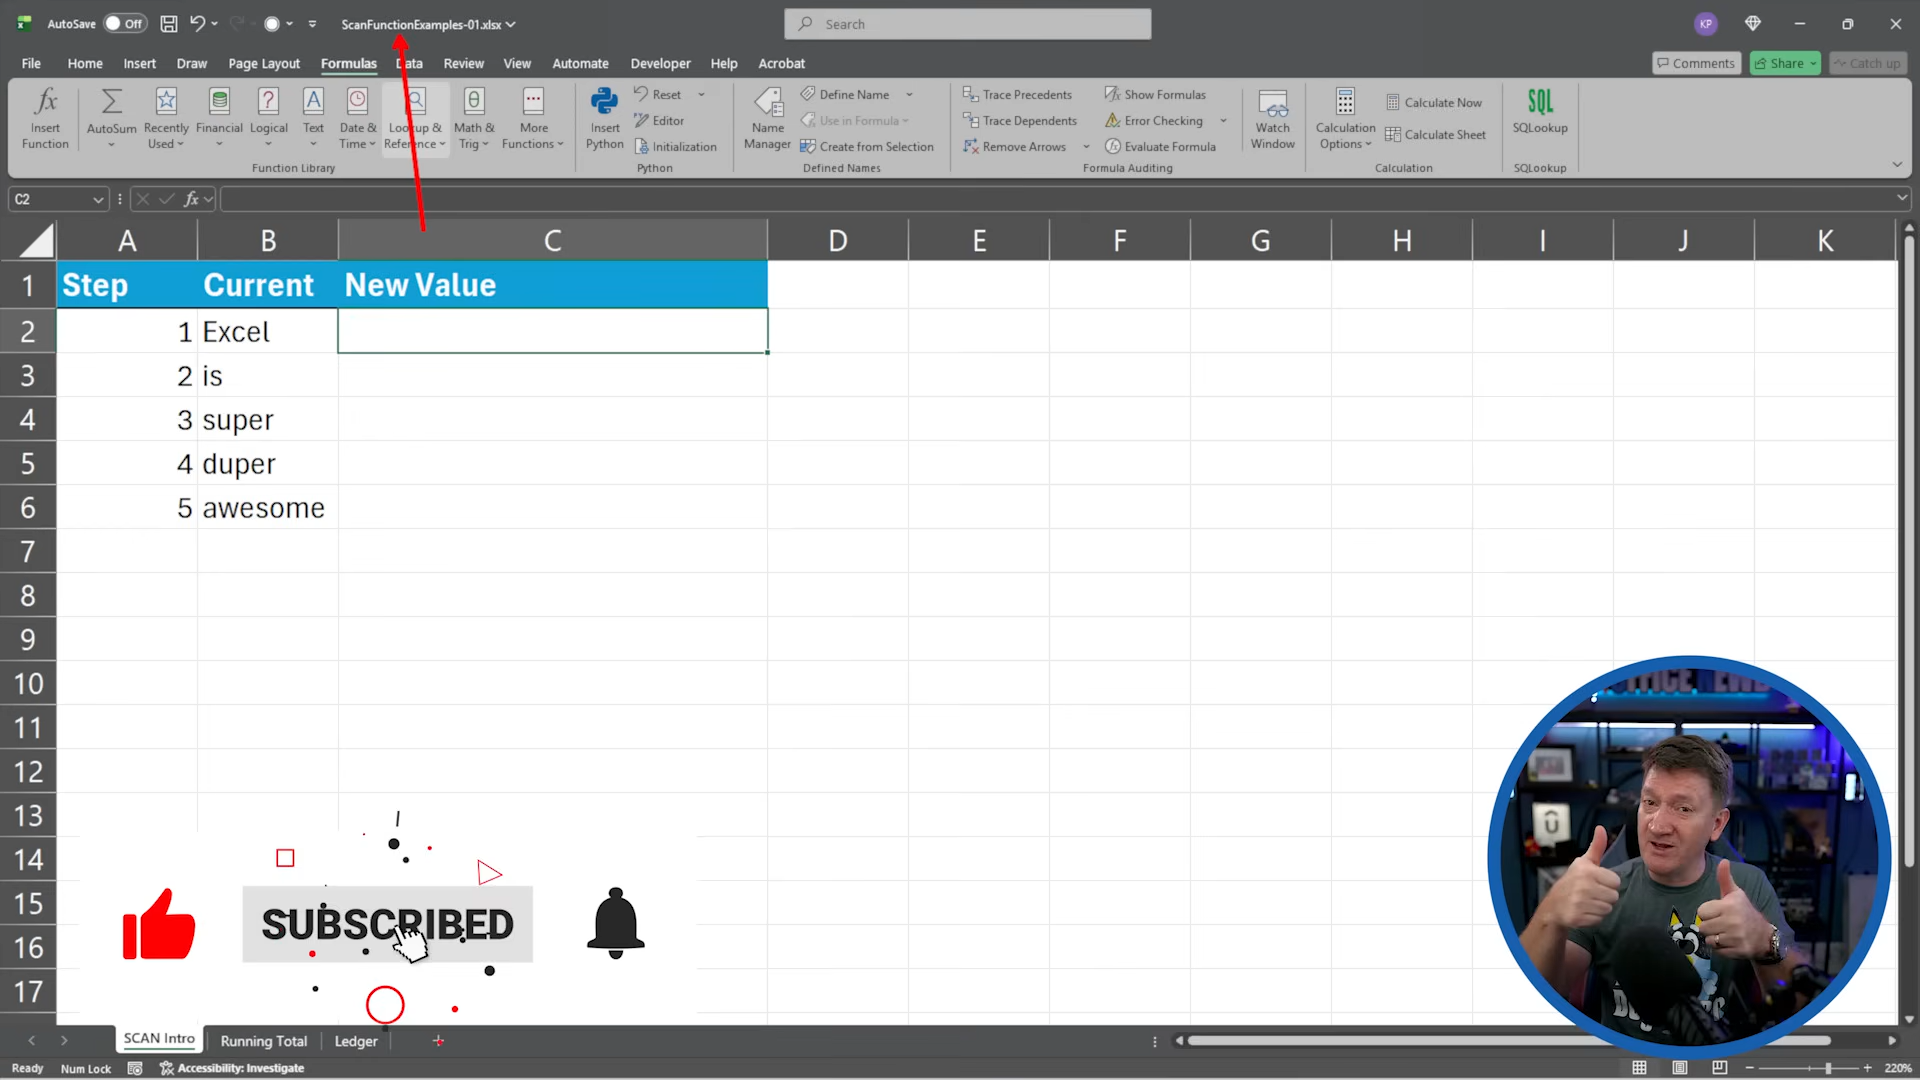 AutoSave Off ScanFunctionExamples-01.xlsx Search KP
File Home Insert Draw Page Layout Formulas Data Review View Automate Developer Help Acrobat Comments Share Catch up
Insert Function
AutoSum
Recently Used
Financial
Logical
Text
Date & Time
Lookup & Reference
Math & Trig
More Functions
Function Library
Insert Python
Reset
Editor
Initialization
Python
Name Manager
Define Name
Use in Formula
Create from Selection
Defined Names
Trace Precedents
Trace Dependents
Remove Arrows
Show Formulas
Error Checking
Evaluate Formula
Formula Auditing
Watch Window
Calculation Options
Calculate Now
Calculate Sheet
Calculation
SQL
SQLookup
SQLookup
C2 fx
A B C D E F G H I J K
1 Step Current New Value
2 1 Excel
3 2 is
4 3 super
5 4 duper
6 5 awesome
7
8
9
10
11
12
13
14
15
16
17
SUBSCRIBED
SCAN Intro Running Total Ledger
Ready Num Lock Accessibility: Investigate 220%